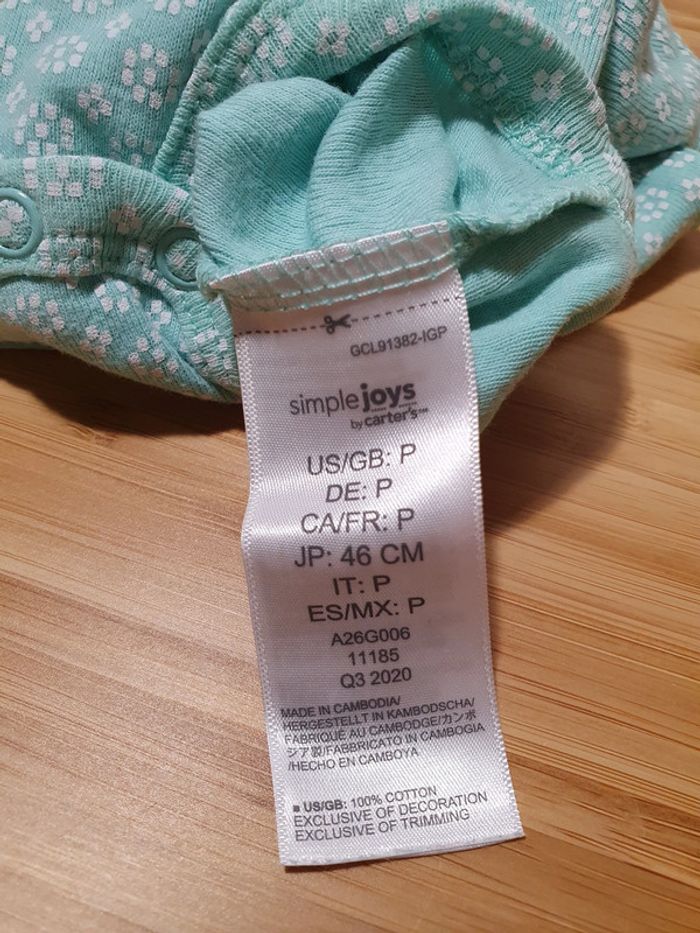 GCL91382-IGP
simple joys
by carter's™
US/GB: P
DE: P
CA/FR: P
JP: 46 CM
IT: P
ES/MX: P
A26G006
11185
Q3 2020
MADE IN CAMBODIA/
HERGESTELLT IN KAMBODSCHA/
FABRIQUÉ AU CAMBODGE/カンボ
ジア製/FABBRICATO IN CAMBOGIA
/HECHO EN CAMBOYA
■ US/GB: 100% COTTON
EXCLUSIVE OF DECORATION
EXCLUSIVE OF TRIMMING